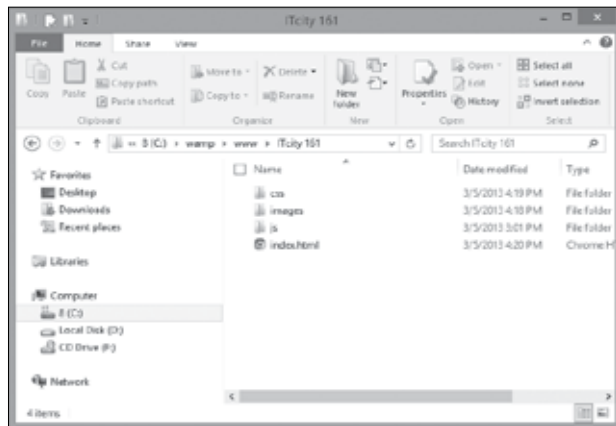 ITcity 161
File Home Share View
Copy
Paste
Cut
Copy path
Paste shortcut
Clipboard
Move to
Copy to
Delete
Rename
Organize
New folder
New
Properties
Open
Edit
History
Open
Select all
Select none
Invert selection
Select
8 (C:) wamp www ITcity 161
Search ITcity 161
Favorites
Desktop
Downloads
Recent places
Libraries
Computer
8 (C:)
Local Disk (D:)
CD Drive (F:)
Network
Name Date modified Type
css 3/5/2013 4:19 PM File folder
images 3/5/2013 4:18 PM File folder
js 3/5/2013 3:01 PM File folder
index.html 3/5/2013 4:20 PM Chrome H
4 items